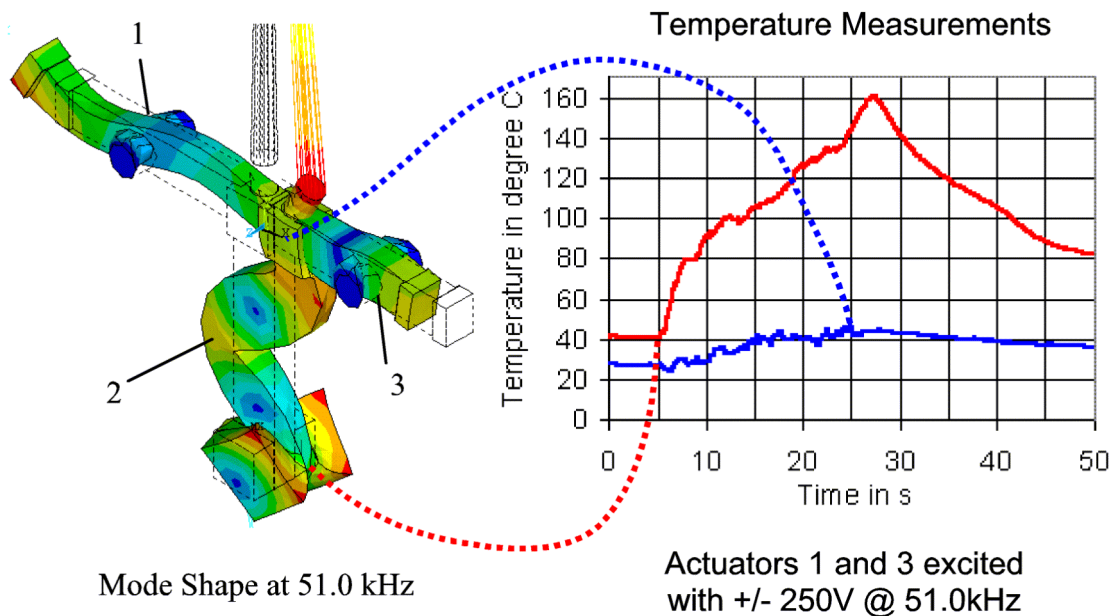 Temperature Measurements
1
2
3
z
x
Temperature in degree C
160
140
120
100
80
60
40
20
0
0 10 20 30 40 50
Time in s
Mode Shape at 51.0 kHz
Actuators 1 and 3 excited
with +/- 250V @ 51.0kHz